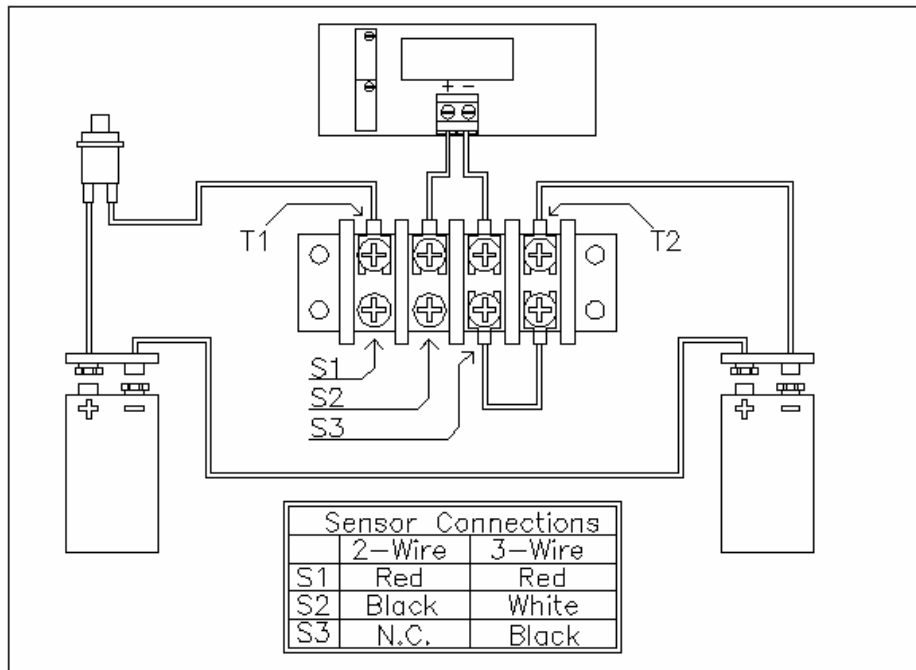 + −
T1
T2
S1
S2
S3
+ −
+ −
Sensor Connections
2-Wire 3-Wire
S1 Red Red
S2 Black White
S3 N.C. Black